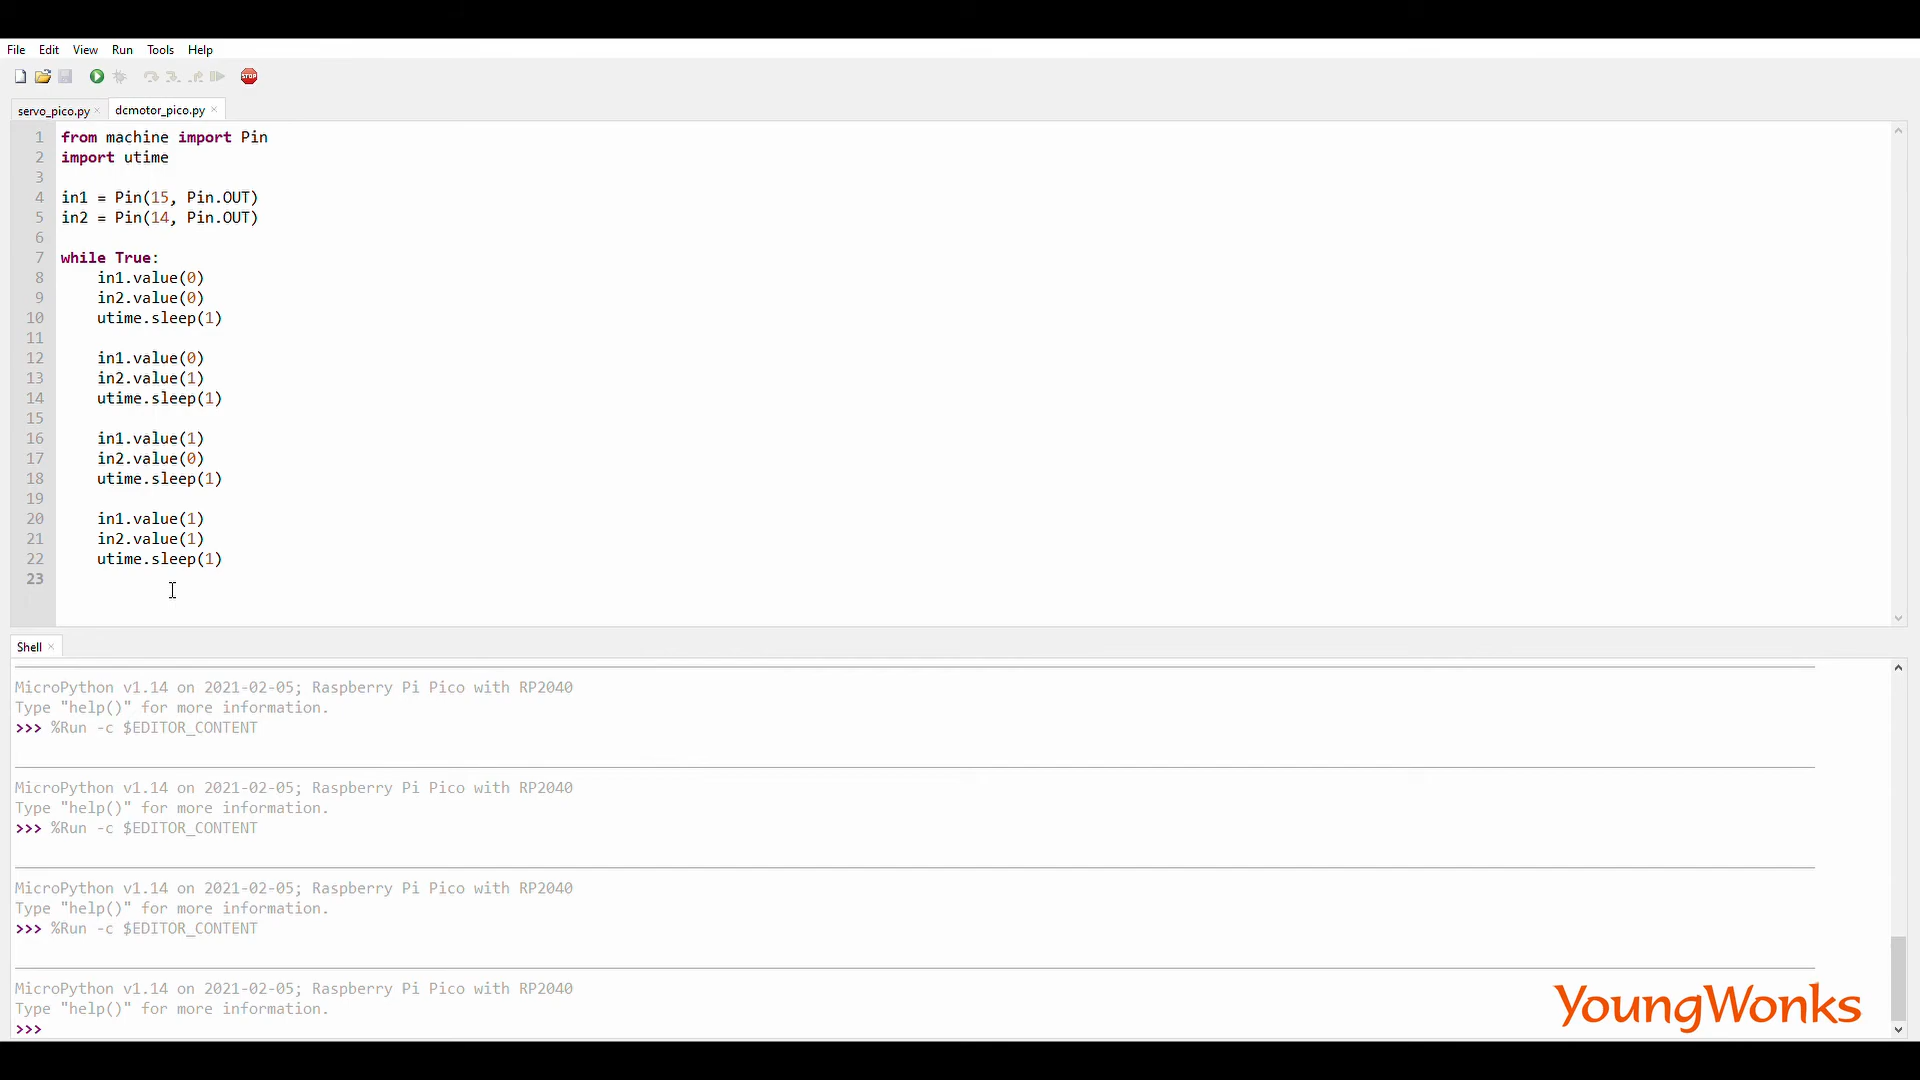 File Edit View Run Tools Help
STOP
servo_pico.py × dcmotor_pico.py ×
1 from machine import Pin
2 import utime
3
4 in1 = Pin(15, Pin.OUT)
5 in2 = Pin(14, Pin.OUT)
6
7 while True:
8     in1.value(0)
9     in2.value(0)
10     utime.sleep(1)
11
12     in1.value(0)
13     in2.value(1)
14     utime.sleep(1)
15
16     in1.value(1)
17     in2.value(0)
18     utime.sleep(1)
19
20     in1.value(1)
21     in2.value(1)
22     utime.sleep(1)
23
Shell ×
MicroPython v1.14 on 2021-02-05; Raspberry Pi Pico with RP2040
Type "help()" for more information.
>>> %Run -c $EDITOR_CONTENT
MicroPython v1.14 on 2021-02-05; Raspberry Pi Pico with RP2040
Type "help()" for more information.
>>> %Run -c $EDITOR_CONTENT
MicroPython v1.14 on 2021-02-05; Raspberry Pi Pico with RP2040
Type "help()" for more information.
>>> %Run -c $EDITOR_CONTENT
MicroPython v1.14 on 2021-02-05; Raspberry Pi Pico with RP2040
Type "help()" for more information.
>>>
YoungWonks